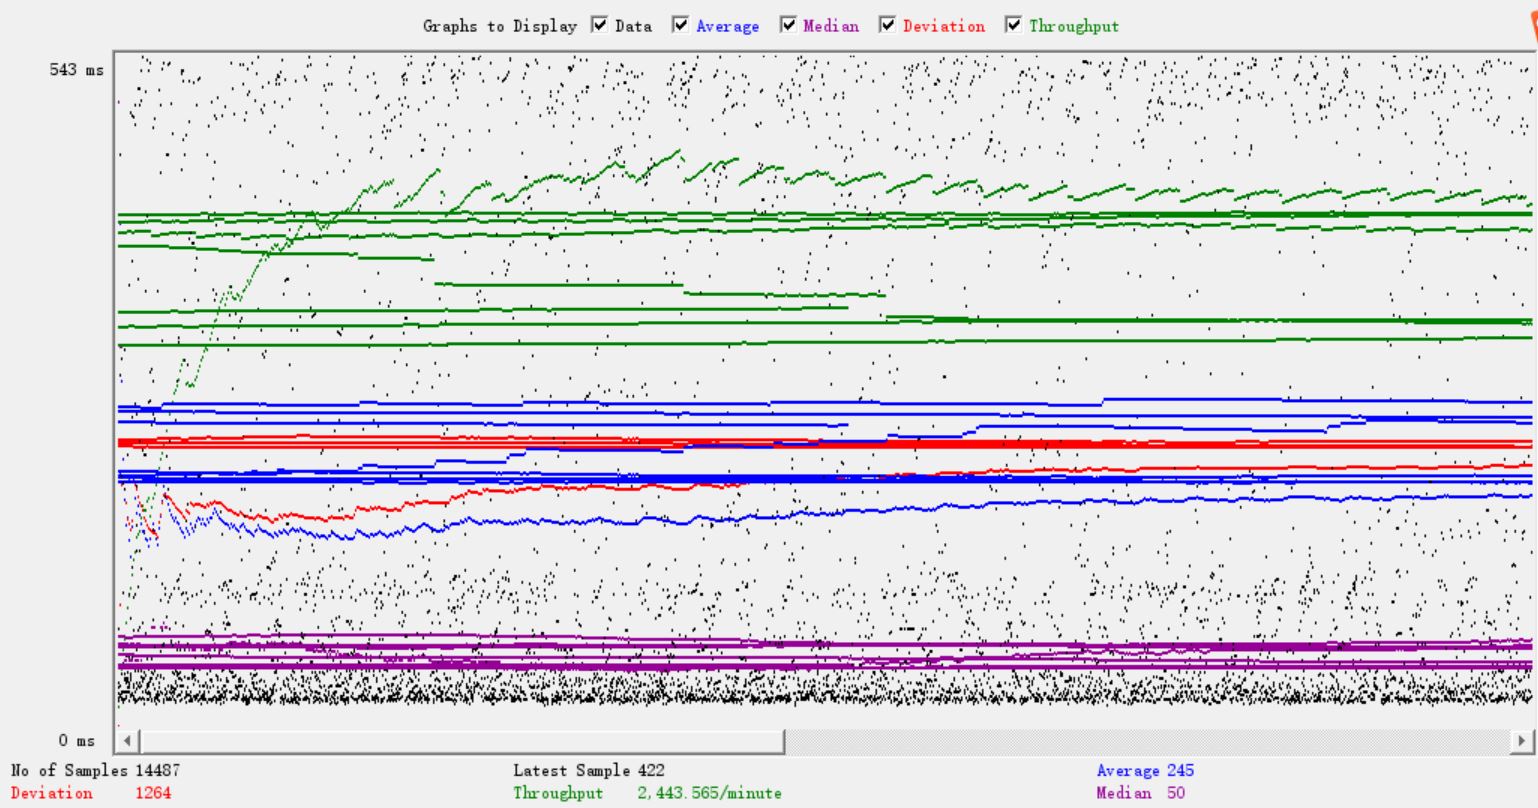 Graphs to Display Data Average Median Deviation Throughput
543 ms
0 ms
No of Samples 14487 Latest Sample 422 Average 245
Deviation 1264 Throughput 2,443.565/minute Median 50